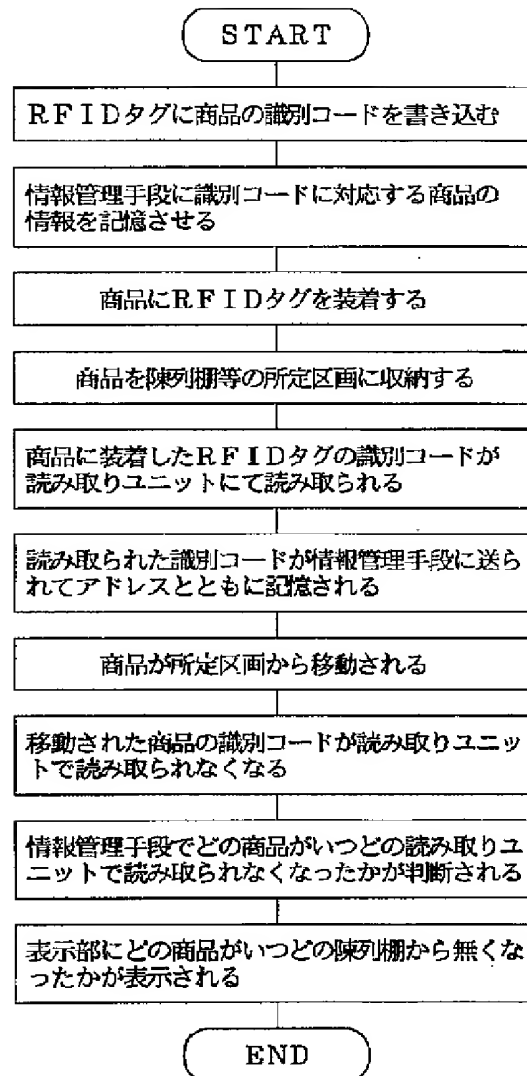 START
RFIDタグに商品の識別コードを書き込む
情報管理手段に識別コードに対応する商品の
情報を記憶させる
商品にRFIDタグを装着する
商品を陳列棚等の所定区画に収納する
商品に装着したRFIDタグの識別コードが
読み取りユニットにて読み取られる
読み取られた識別コードが情報管理手段に送ら
れてアドレスとともに記憶される
商品が所定区画から移動される
移動された商品の識別コードが読み取りユニッ
トで読み取られなくなる
情報管理手段でどの商品がいつどの読み取りユ
ニットで読み取られなくなったかが判断される
表示部にどの商品がいつどの陳列棚から無くな
ったかが表示される
END